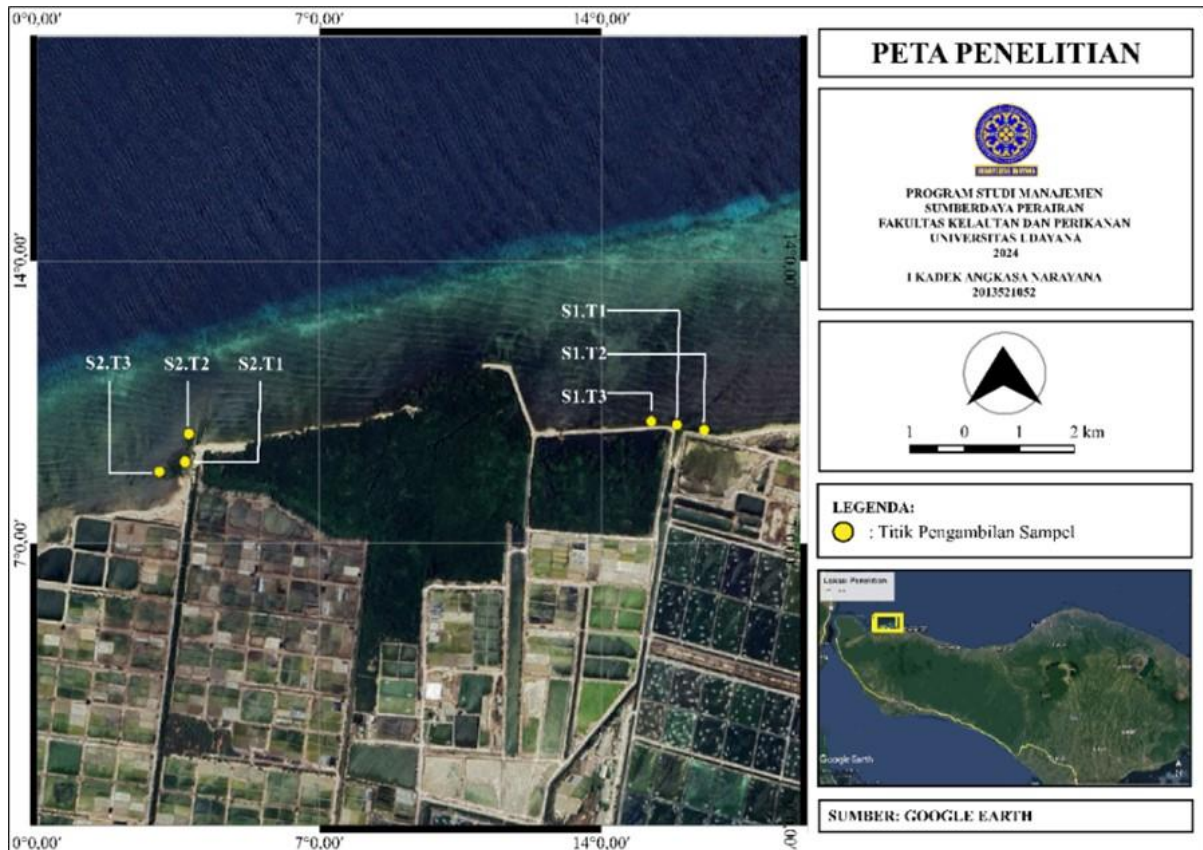 0°0,00' 7°0,00' 14°0,00'
14°0,00'
14°0,00'
7°0,00'
0°0,00' 7°0,00' 14°0,00'
S1.T1
S1.T2
S1.T3
S2.T3 S2.T2 S2.T1
PETA PENELITIAN
PROGRAM STUDI MANAJEMEN
SUMBERDAYA PERAIRAN
FAKULTAS KELAUTAN DAN PERIKANAN
UNIVERSITAS UDAYANA
2024
I KADEK ANGKASA NARAYANA
2013521052
1 0 1 2 km
LEGENDA:
: Titik Pengambilan Sampel
Lokasi Penelitian
Google Earth
SUMBER: GOOGLE EARTH